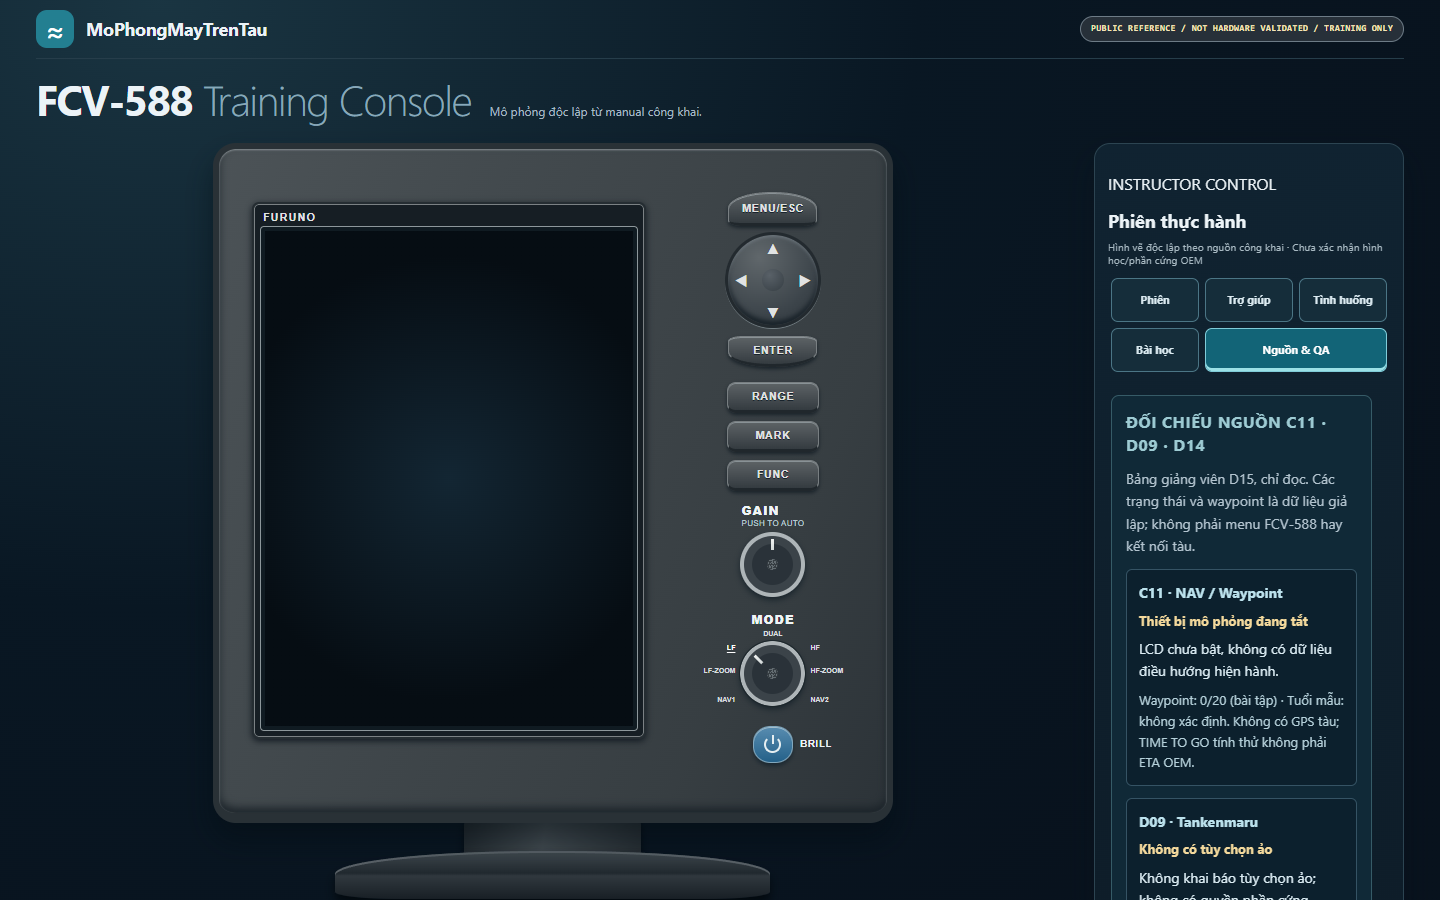 ≈ MoPhongMayTrenTau
PUBLIC REFERENCE / NOT HARDWARE VALIDATED / TRAINING ONLY
FCV-588 Training Console Mô phỏng độc lập từ manual công khai.
FURUNO
MENU/ESC
ENTER
RANGE
MARK
FUNC
GAIN
PUSH TO AUTO
MODE
DUAL
LF
HF
LF-ZOOM
HF-ZOOM
NAV1
NAV2
BRILL
INSTRUCTOR CONTROL
Phiên thực hành
Hình vẽ độc lập theo nguồn công khai · Chưa xác nhận hình
học/phần cứng OEM
Phiên
Trợ giúp
Tình huống
Bài học
Nguồn & QA
ĐỐI CHIẾU NGUỒN C11 ·
D09 · D14
Bảng giảng viên D15, chỉ đọc. Các
trạng thái và waypoint là dữ liệu giả
lập; không phải menu FCV-588 hay
kết nối tàu.
C11 · NAV / Waypoint
Thiết bị mô phỏng đang tắt
LCD chưa bật, không có dữ liệu
điều hướng hiện hành.
Waypoint: 0/20 (bài tập) · Tuổi mẫu:
không xác định. Không có GPS tàu;
TIME TO GO tính thử không phải
ETA OEM.
D09 · Tankenmaru
Không có tùy chọn ảo
Không khai báo tùy chọn ảo;
không có quyền phần cứng